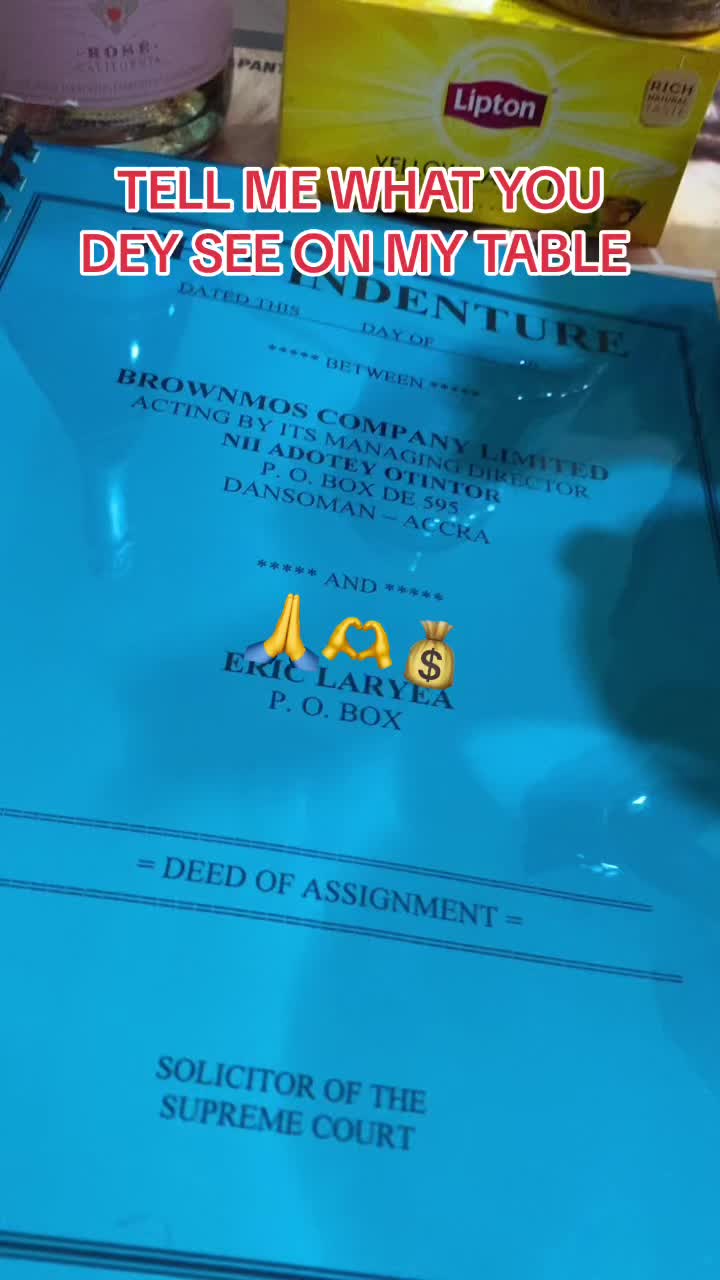 ROSÉ
CALIFORNIA
Lipton
RICH
NATURAL
TASTE
TELL ME WHAT YOU
DEY SEE ON MY TABLE
INDENTURE
DATED THIS DAY OF
***** BETWEEN *****
BROWNMOS COMPANY LIMITED
ACTING BY ITS MANAGING DIRECTOR
NII ADOTEY OTINTOR
P. O. BOX DE 595
DANSOMAN – ACCRA
***** AND *****
🙏🫶💰
ERIC LARYEA
P. O. BOX
= DEED OF ASSIGNMENT =
SOLICITOR OF THE
SUPREME COURT